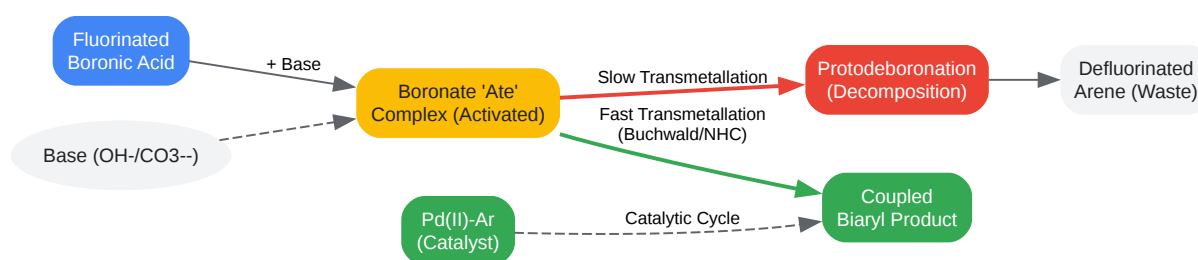 Fluorinated
Boronic Acid
+ Base
Base (OH-/CO3--)
Boronate 'Ate'
Complex (Activated)
Slow Transmetallation
Fast Transmetallation
(Buchwald/NHC)
Protodeboronation
(Decomposition)
Defluorinated
Arene (Waste)
Pd(II)-Ar
(Catalyst)
Catalytic Cycle
Coupled
Biaryl Product